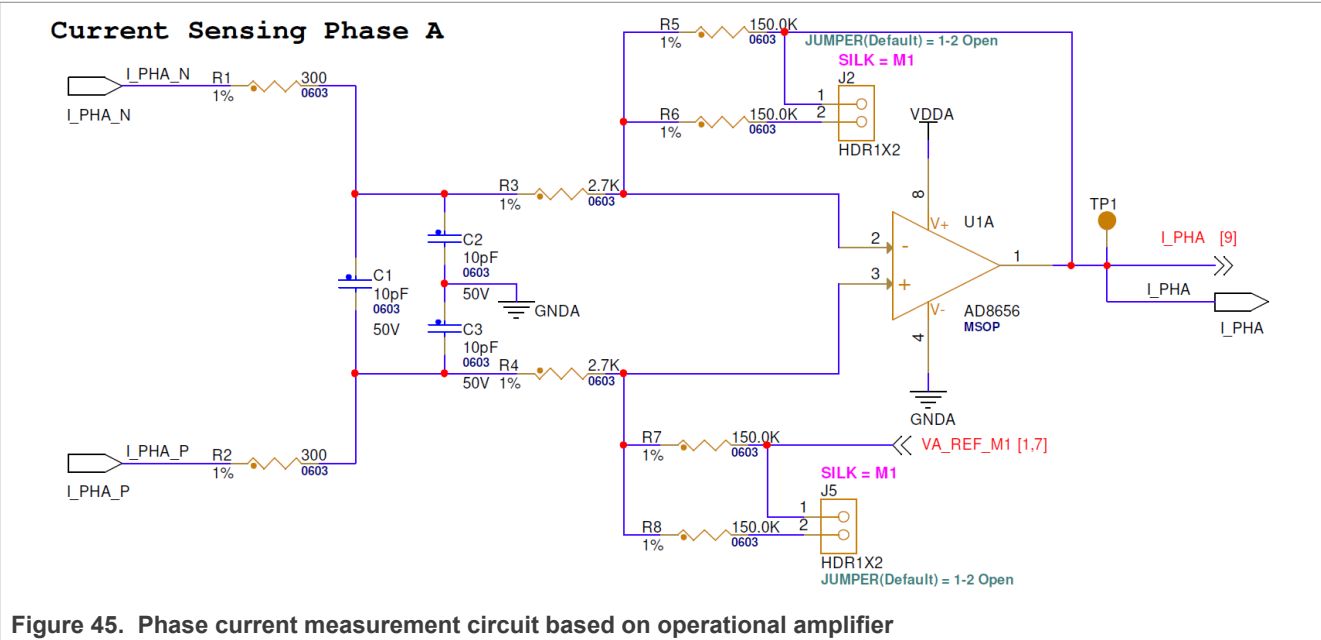 Current Sensing Phase A
R5 150.0K
1% 0603
JUMPER(Default) = 1-2 Open
SILK = M1
J2
1
2
HDR1X2
I_PHA_N
R1 300
1% 0603
I_PHA_N
R6 150.0K
1% 0603
VDDA
8
V+
U1A
TP1
I_PHA [9]
R3 2.7K
1% 0603
2
-
1
3
+
I_PHA
I_PHA
C2
10pF
0603
50V
GNDA
C1
10pF
0603
50V
C3
10pF
0603
50V
V-
AD8656
MSOP
4
GNDA
R4 2.7K
1% 0603
I_PHA_P
R2 300
1% 0603
I_PHA_P
R7 150.0K
1% 0603
VA_REF_M1 [1,7]
SILK = M1
J5
1
2
R8 150.0K
1% 0603
HDR1X2
JUMPER(Default) = 1-2 Open
Figure 45. Phase current measurement circuit based on operational amplifier